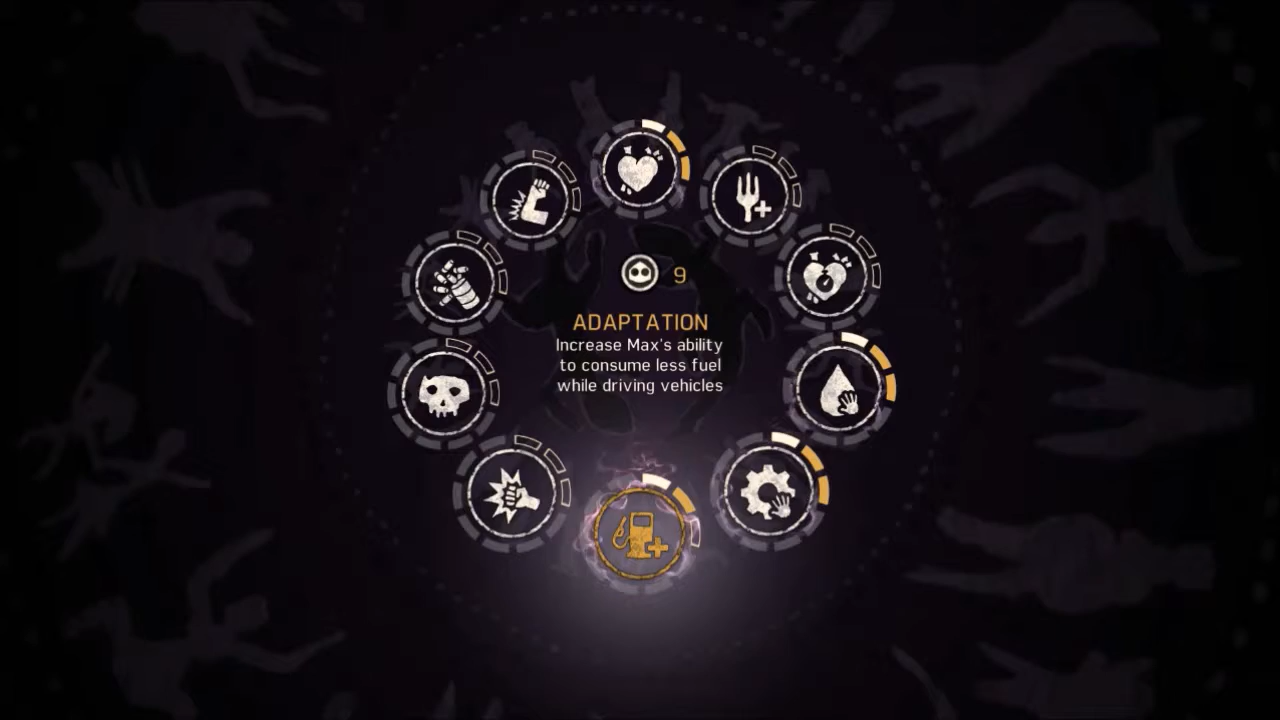 9
ADAPTATION
Increase Max's ability
to consume less fuel
while driving vehicles